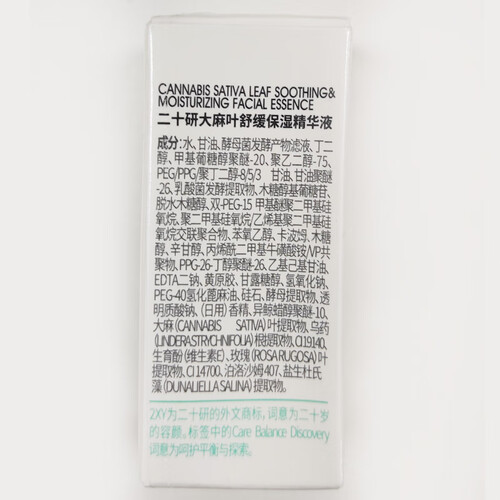 CANNABIS SATIVA LEAF SOOTHING&
MOISTURIZING FACIAL ESSENCE
二十研大麻叶舒缓保湿精华液
成分:水、甘油、酵母菌发酵产物滤液、丁二
醇、甲基葡糖醇聚醚-20、聚乙二醇-75、
PEG/PPG/聚丁二醇-8/5/3 甘油、甘油聚醚
-26、乳酸菌发酵提取物、木糖醇基葡糖苷、
脱水木糖醇、双-PEG-15 甲基醚聚二甲基硅
氧烷、聚二甲基硅氧烷/乙烯基聚二甲基硅
氧烷交联聚合物、苯氧乙醇、卡波姆、木糖
醇、辛甘醇、丙烯酰二甲基牛磺酸铵/VP共
聚物、PPG-26-丁醇聚醚-26、乙基己基甘油、
EDTA二钠、黄原胶、甘露糖醇、氢氧化钠、
PEG-40氢化蓖麻油、硅石、酵母提取物、透
明质酸钠、(日用)香精、异鲸蜡醇聚醚-10、
大麻(CANNABIS SATIVA)叶提取物、乌药
(LINDERA STRYCHNIFOLIA)根提取物、CI 19140、
生育酚(维生素E)、玫瑰(ROSA RUGOSA)叶
提取物、CI 14700、泊洛沙姆407、盐生杜氏
藻(DUNALIELLA SALINA)提取物。
2XY为二十研的外文商标,词意为二十岁
的容颜。标签中的Care Balance Discovery
词意为呵护平衡与探索。